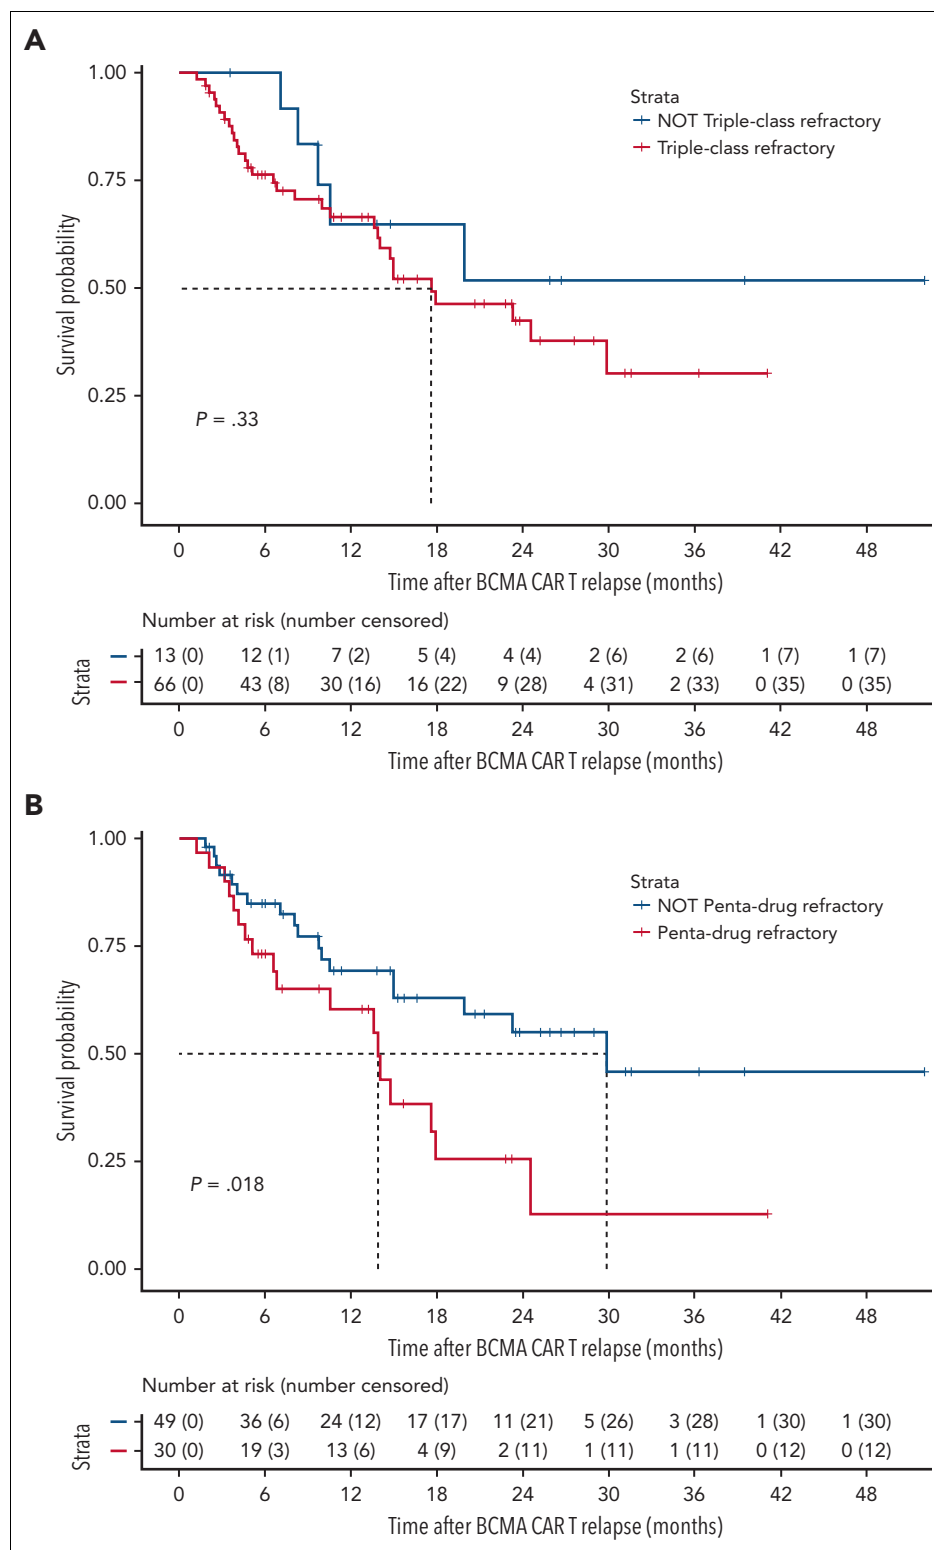 A
1.00
0.75
0.50
0.25
0.00
Survival probability
Strata
NOT Triple-class refractory
Triple-class refractory
P = .33
0 6 12 18 24 30 36 42 48
Time after BCMA CAR T relapse (months)
Number at risk (number censored)
Strata
13 (0) 12 (1) 7 (2) 5 (4) 4 (4) 2 (6) 2 (6) 1 (7) 1 (7)
66 (0) 43 (8) 30 (16) 16 (22) 9 (28) 4 (31) 2 (33) 0 (35) 0 (35)
0 6 12 18 24 30 36 42 48
Time after BCMA CAR T relapse (months)
B
1.00
0.75
0.50
0.25
0.00
Survival probability
Strata
NOT Penta-drug refractory
Penta-drug refractory
P = .018
0 6 12 18 24 30 36 42 48
Time after BCMA CAR T relapse (months)
Number at risk (number censored)
Strata
49 (0) 36 (6) 24 (12) 17 (17) 11 (21) 5 (26) 3 (28) 1 (30) 1 (30)
30 (0) 19 (3) 13 (6) 4 (9) 2 (11) 1 (11) 1 (11) 0 (12) 0 (12)
0 6 12 18 24 30 36 42 48
Time after BCMA CAR T relapse (months)